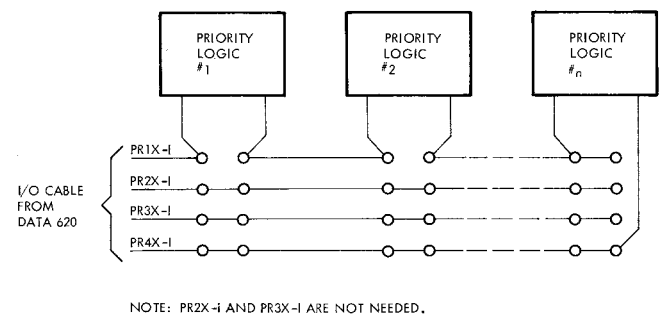 PRIORITY
LOGIC
#1
PRIORITY
LOGIC
#2
PRIORITY
LOGIC
#n
PR1X-I
PR2X-I
PR3X-I
PR4X-I
I/O CABLE
FROM
DATA 620
NOTE: PR2X-i AND PR3X-I ARE NOT NEEDED.